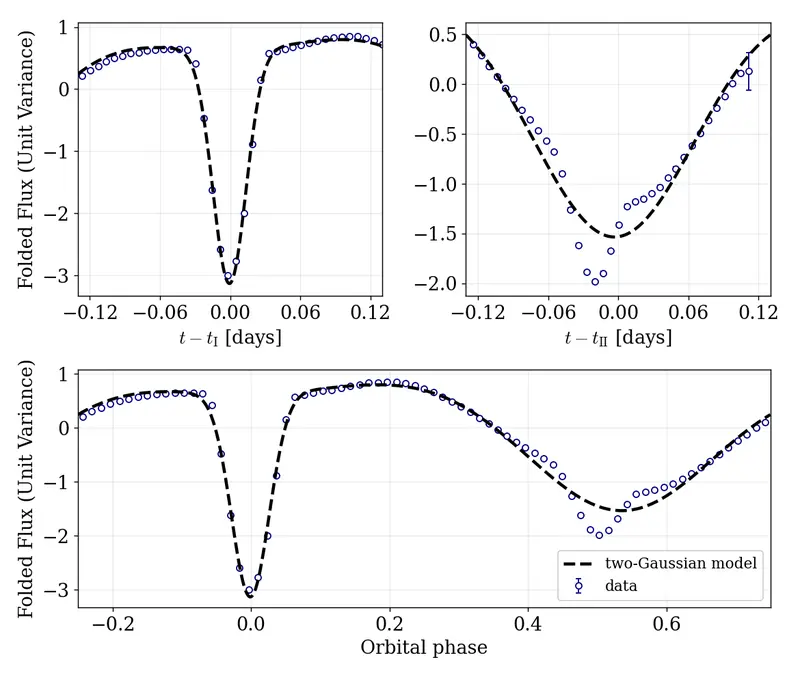 1
0
−1
−2
−3
Folded Flux (Unit Variance)
−0.12 −0.06 0.00 0.06 0.12
t − t_I [days]
0.5
0.0
−0.5
−1.0
−1.5
−2.0
−0.12 −0.06 0.00 0.06 0.12
t − t_II [days]
1
0
−1
−2
−3
Folded Flux (Unit Variance)
two-Gaussian model
data
−0.2 0.0 0.2 0.4 0.6
Orbital phase